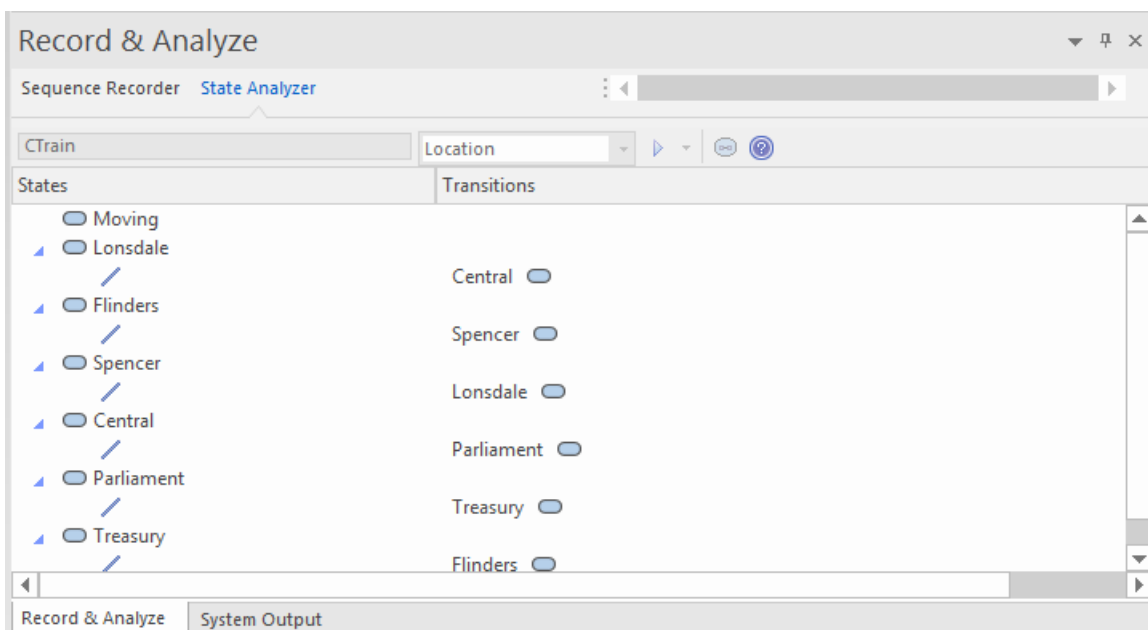 Record & Analyze
Sequence Recorder State Analyzer
CTrain Location
States Transitions
Moving
Lonsdale
Central
Flinders
Spencer
Spencer
Lonsdale
Central
Parliament
Parliament
Treasury
Treasury
Flinders
Record & Analyze System Output